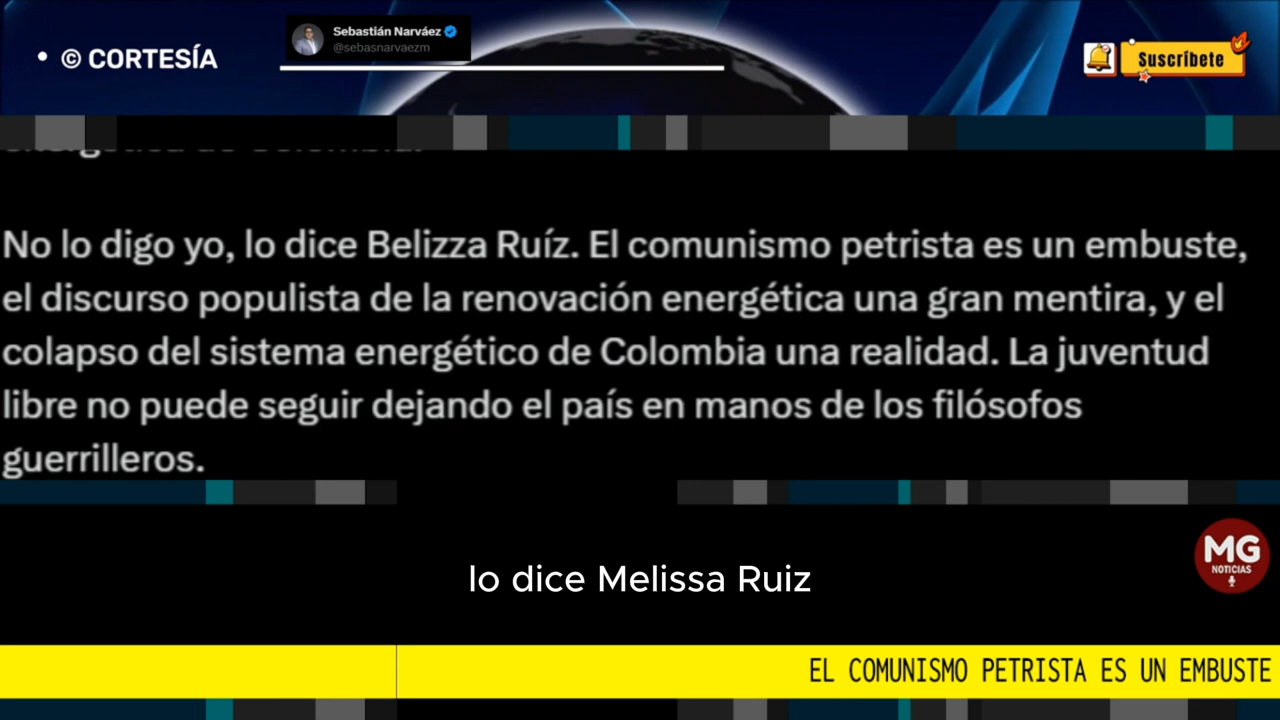 • © CORTESÍA
Sebastián Narváez
@sebasnarvaezm
Suscríbete
energética de Colombia.
No lo digo yo, lo dice Belizza Ruíz. El comunismo petrista es un embuste,
el discurso populista de la renovación energética una gran mentira, y el
colapso del sistema energético de Colombia una realidad. La juventud
libre no puede seguir dejando el país en manos de los filósofos
guerrilleros.
MG
NOTICIAS
lo dice Melissa Ruiz
EL COMUNISMO PETRISTA ES UN EMBUSTE